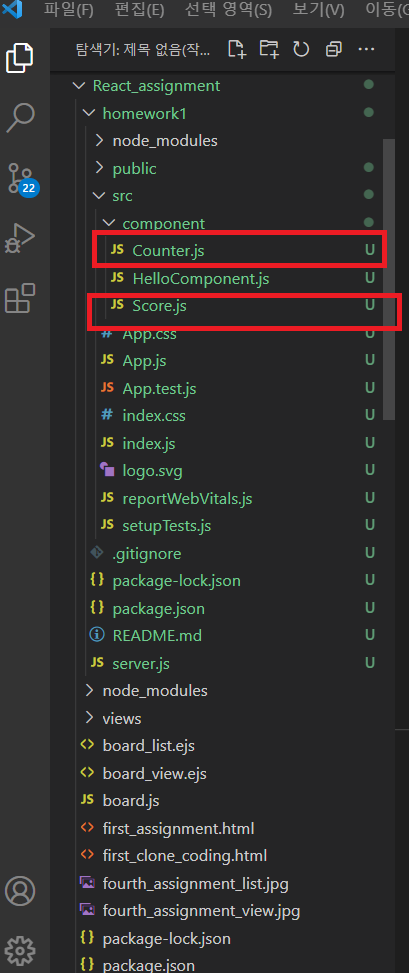 파일(F) 편집(E) 선택 영역(S) 보기(V) 이동(G
탐색기: 제목 없음(작...
React_assignment
homework1
node_modules
public
src
component
JS Counter.js U
JS HelloComponent.js U
JS Score.js U
# App.css U
JS App.js U
JS App.test.js U
# index.css U
JS index.js U
logo.svg U
JS reportWebVitals.js U
JS setupTests.js U
.gitignore U
{} package-lock.json U
{} package.json U
README.md U
JS server.js U
node_modules
views
<> board_list.ejs
<> board_view.ejs
JS board.js
<> first_assignment.html
<> first_clone_coding.html
fourth_assignment_list.jpg
fourth_assignment_view.jpg
{} package-lock.json
{} package.json
22